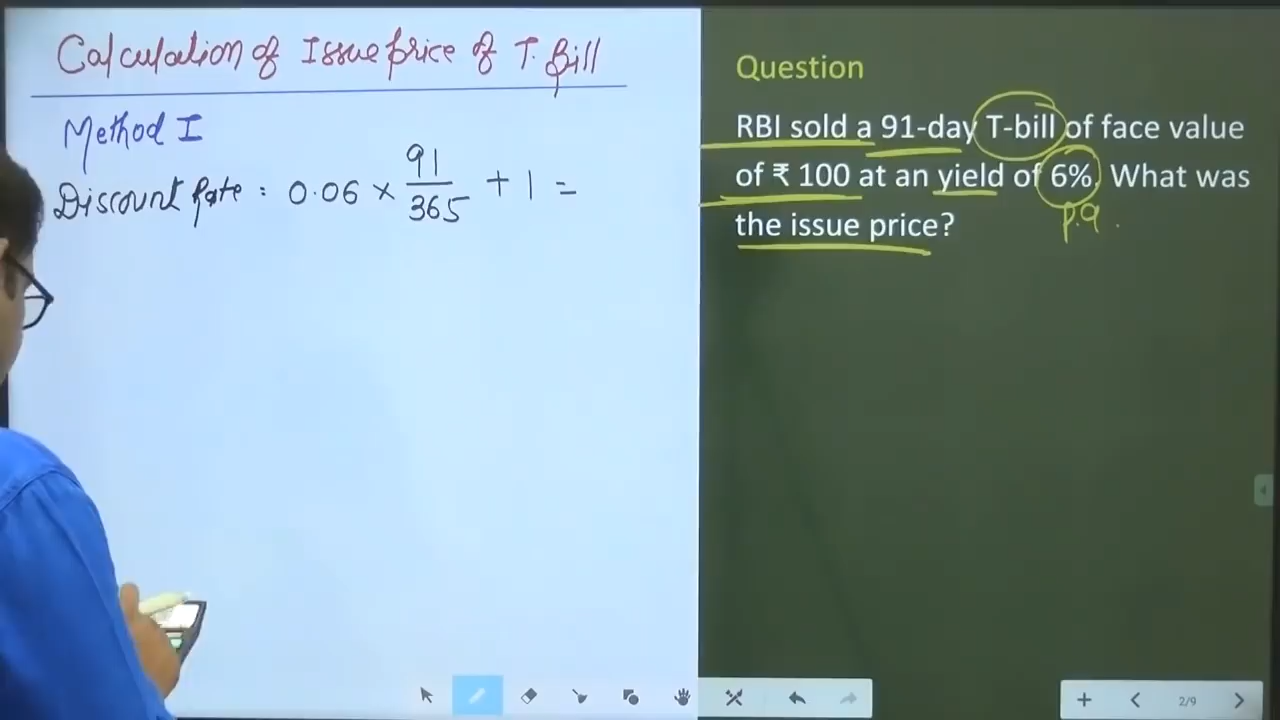 Calculation of Issue price of T. Bill
Method I
Discount Rate : 0.06 × 91/365 + 1 =
Question
RBI sold a 91-day T-bill of face value
of ₹ 100 at an yield of 6%. What was
p.a.
the issue price?
2/9